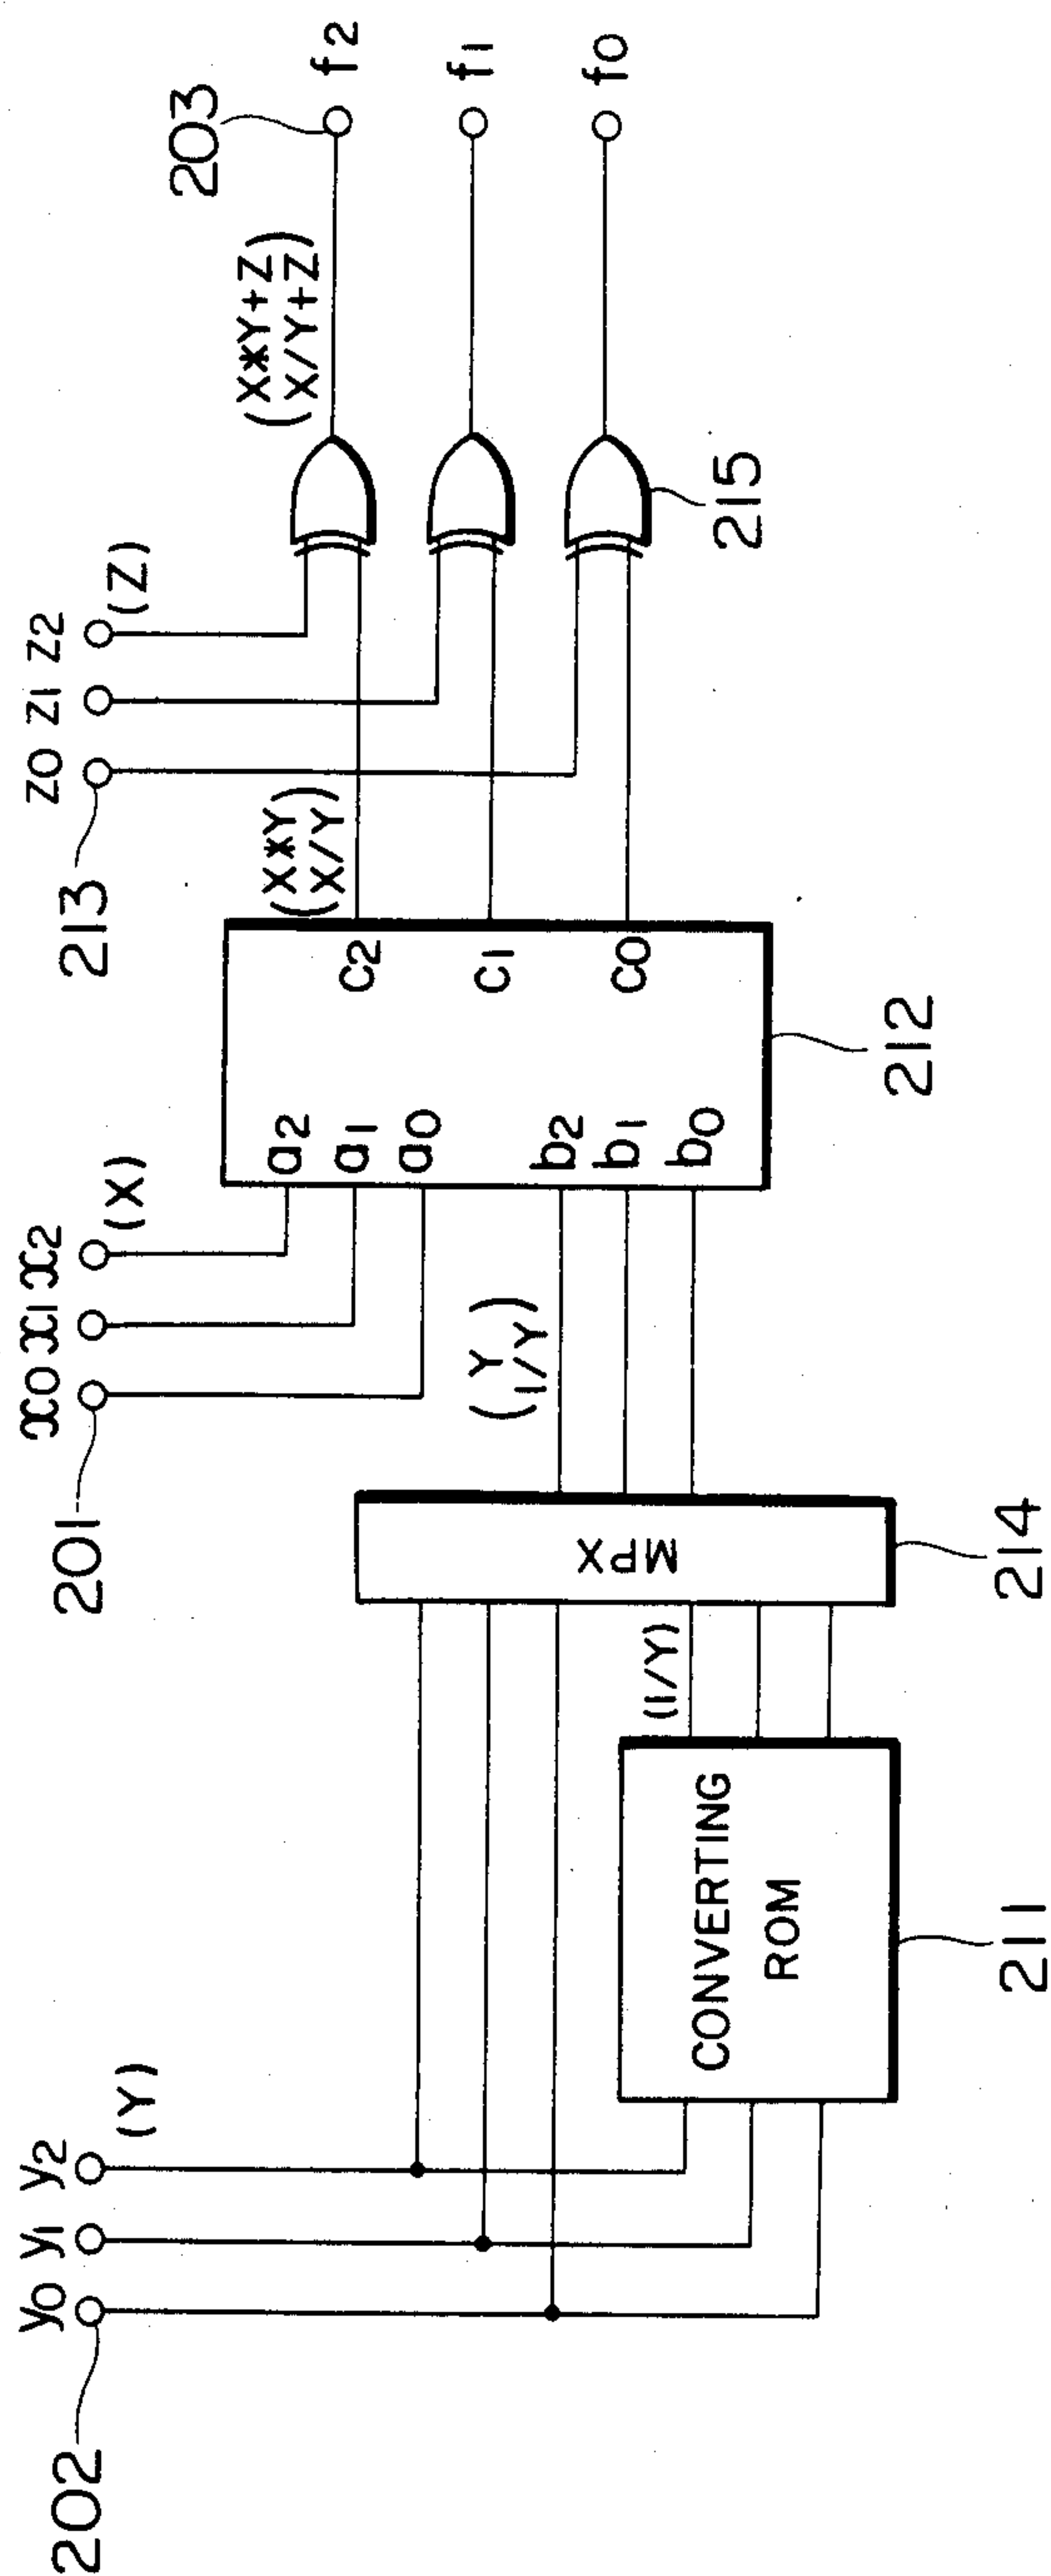 y0 y1 y2
(Y)
202
CONVERTING
ROM
211
(1/Y)
MPX
214
(Y
1/Y)
x0 x1 x2
(X)
201
a2
a1
a0
b2
b1
b0
c2
c1
c0
212
(X*Y
X/Y)
z0 z1 z2
(Z)
213
215
(X*Y+Z
X/Y+Z)
203
f2
f1
f0